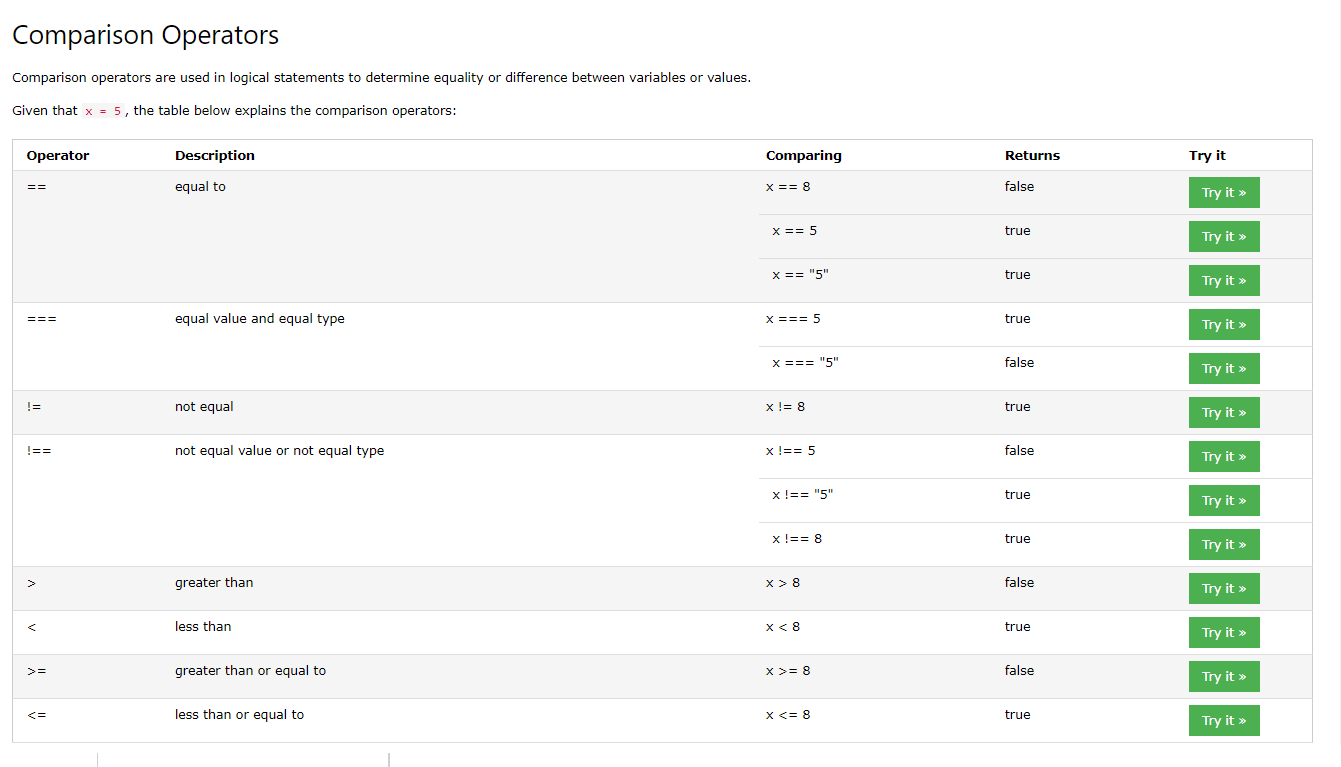 Comparison Operators
Comparison operators are used in logical statements to determine equality or difference between variables or values.
Given that x = 5, the table below explains the comparison operators:
Operator Description Comparing Returns Try it
== equal to x == 8 false Try it »
x == 5 true Try it »
x == "5" true Try it »
=== equal value and equal type x === 5 true Try it »
x === "5" false Try it »
!= not equal x != 8 true Try it »
!== not equal value or not equal type x !== 5 false Try it »
x !== "5" true Try it »
x !== 8 true Try it »
> greater than x > 8 false Try it »
< less than x < 8 true Try it »
>= greater than or equal to x >= 8 false Try it »
<= less than or equal to x <= 8 true Try it »